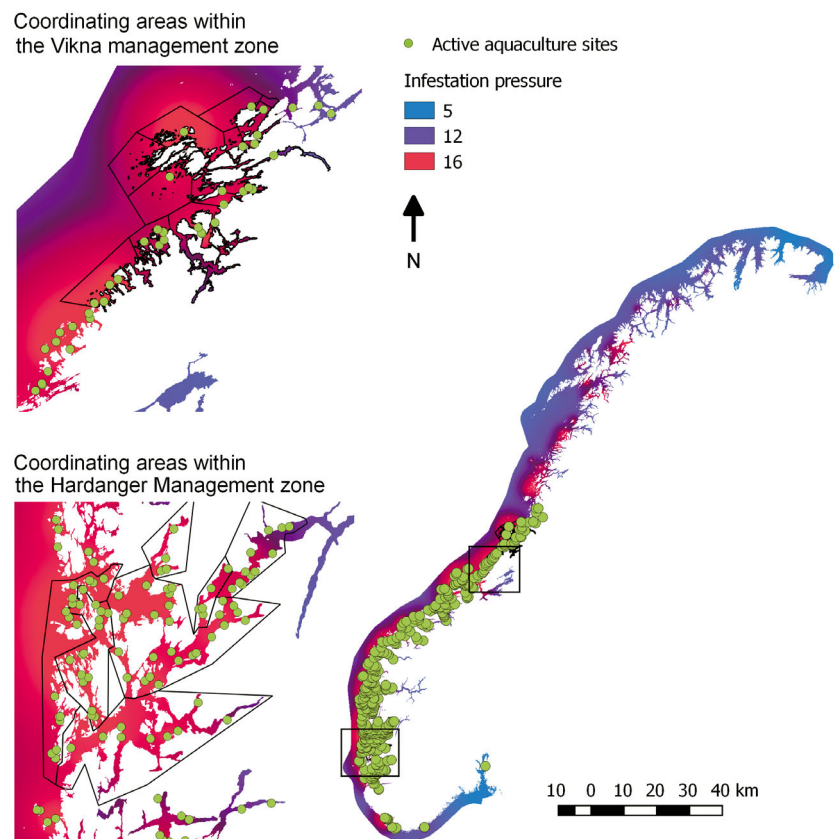 Coordinating areas within
the Vikna management zone
Active aquaculture sites
Infestation pressure
5
12
16
N
Coordinating areas within
the Hardanger Management zone
10 0 10 20 30 40 km